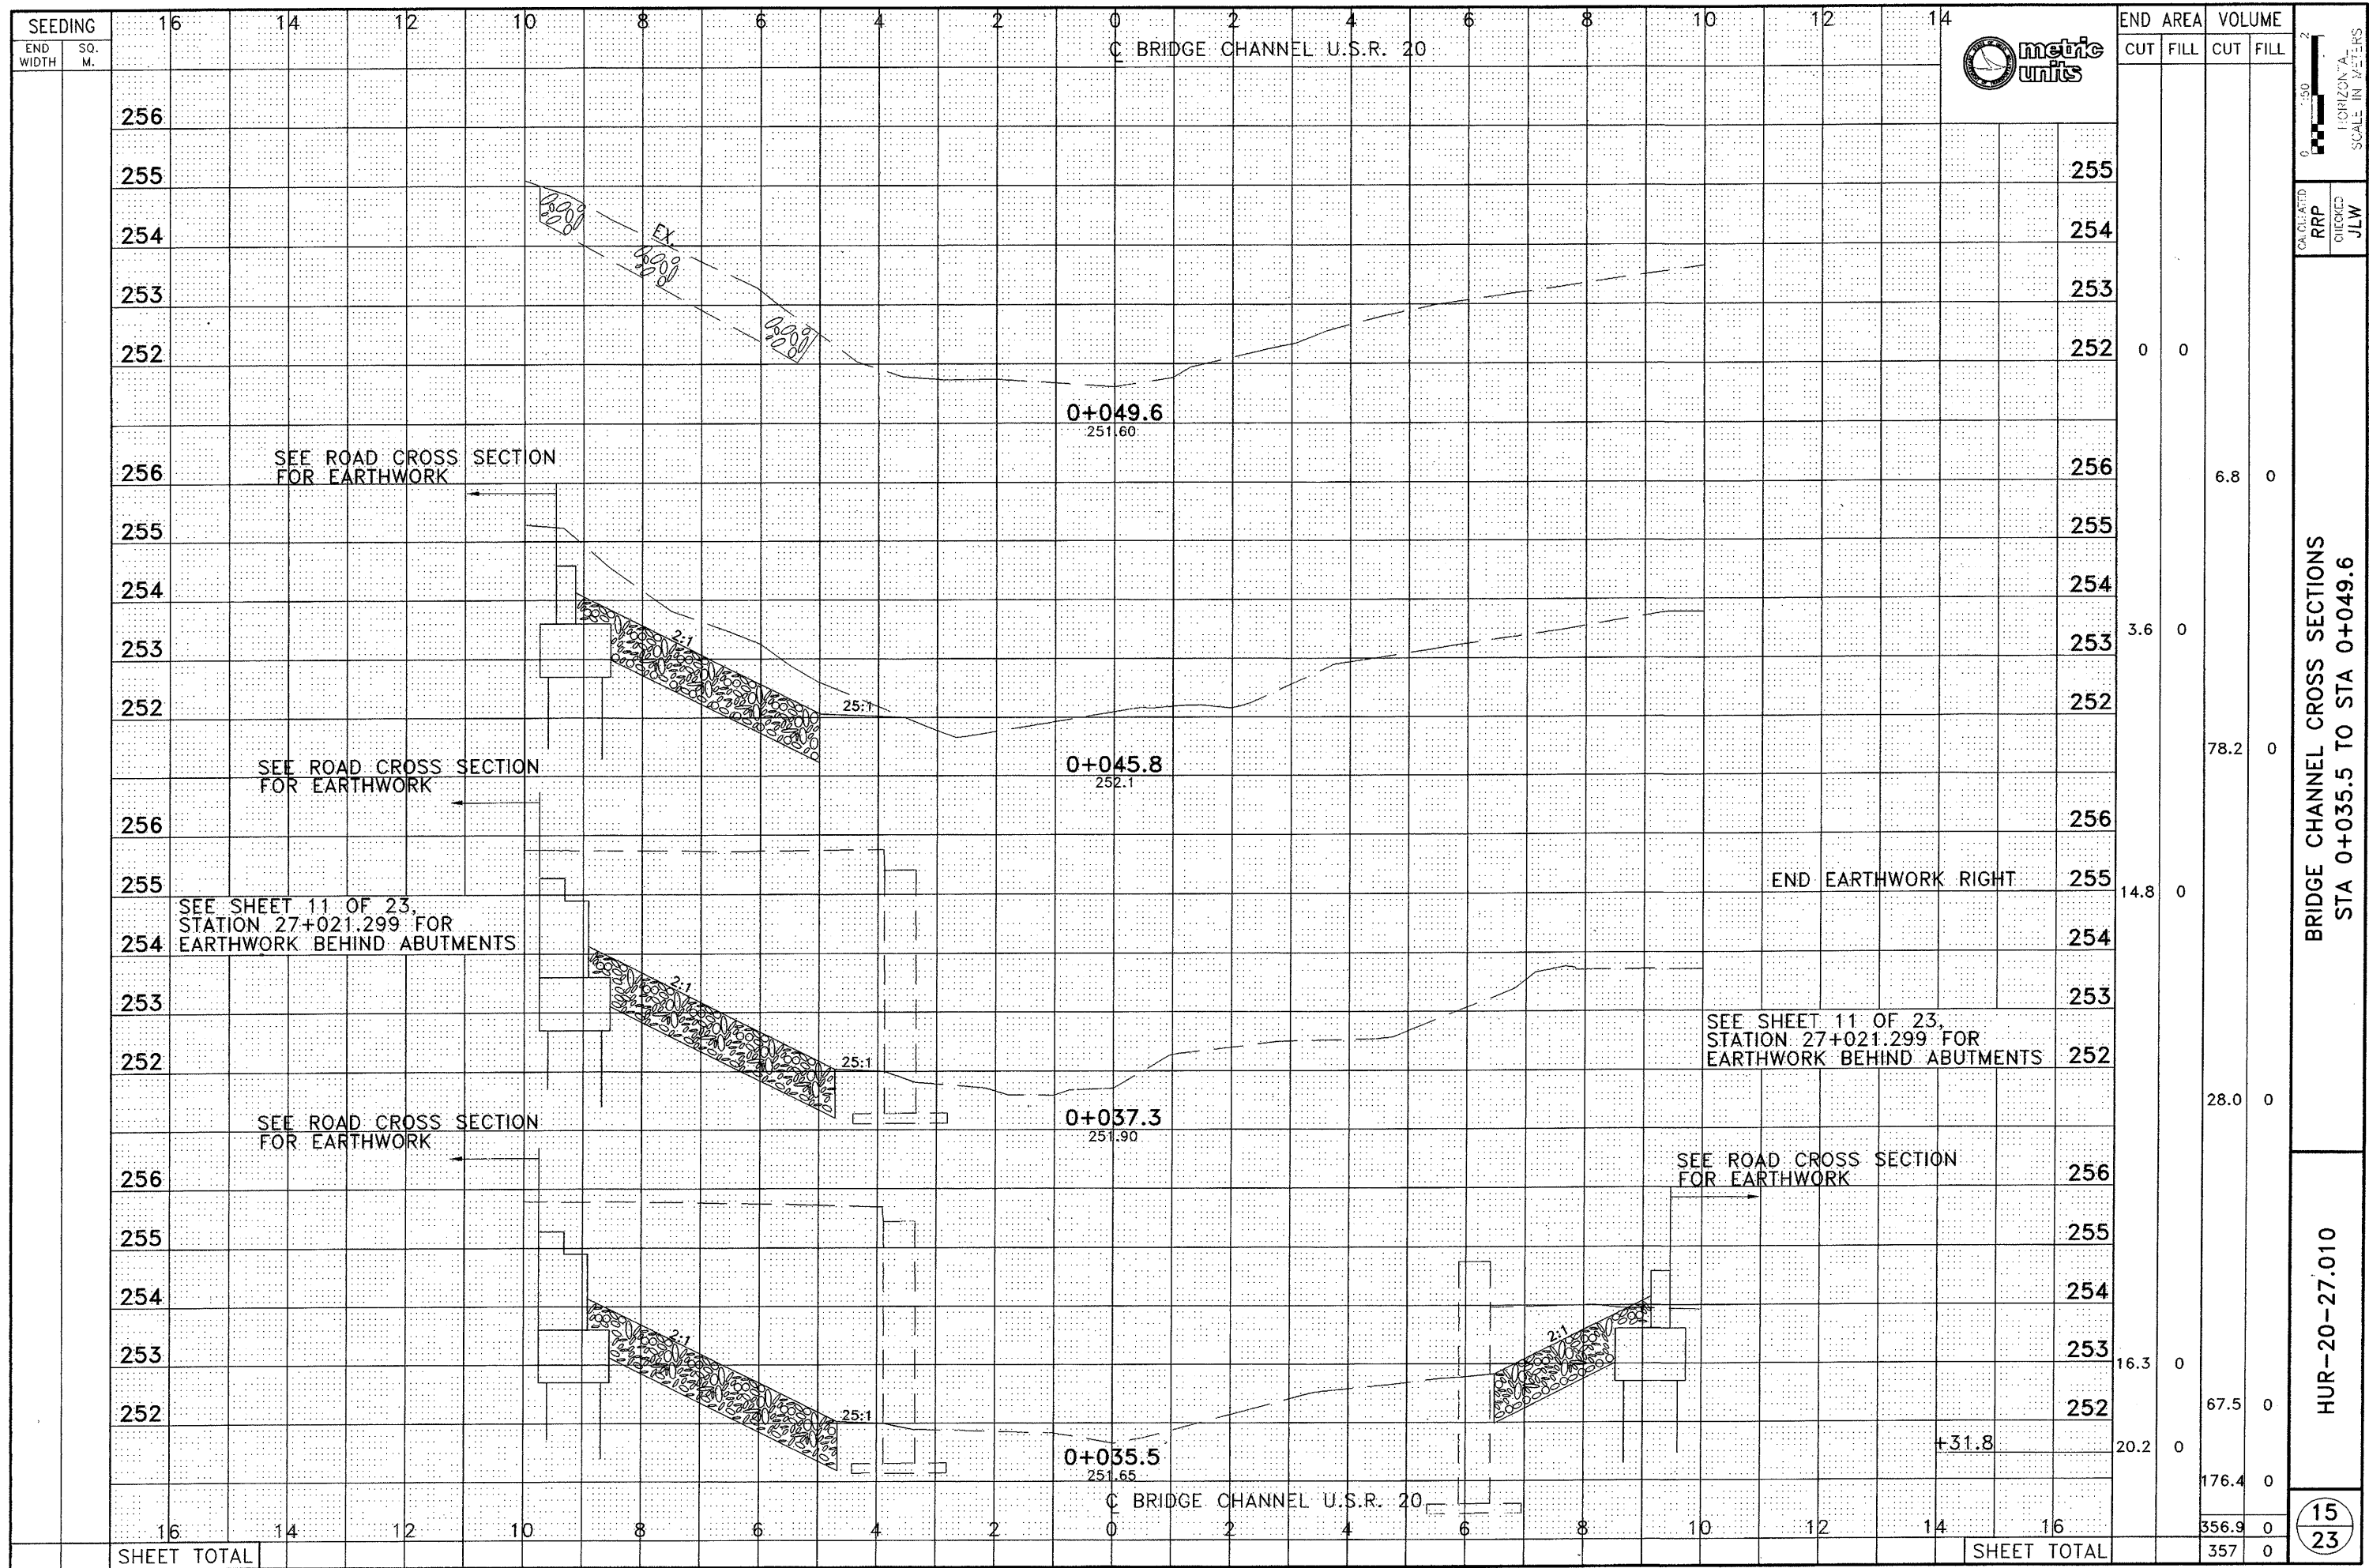 SEEDING
END WIDTH
SQ. M.
16 14 12 10 8 6 4 2 0 2 4 6 8 10 12 14
℄ BRIDGE CHANNEL U.S.R. 20
metric units
END AREA VOLUME
CUT FILL CUT FILL
0 1:50 2
HORIZONTAL
SCALE IN METERS
CALCULATED
RRP
CHECKED
JLW
256
255 255
254 254
253 253
252 252
EX.
0 0
0+049.6
251.60
SEE ROAD CROSS SECTION
FOR EARTHWORK
6.8 0
256 256
255 255
254 254
253 253
252 252
2:1
25:1
3.6 0
0+045.8
252.1
78.2 0
SEE ROAD CROSS SECTION
FOR EARTHWORK
256 256
255 255
254 254
253 253
252 252
END EARTHWORK RIGHT
14.8 0
SEE SHEET 11 OF 23,
STATION 27+021.299 FOR
EARTHWORK BEHIND ABUTMENTS
2:1
25:1
SEE SHEET 11 OF 23,
STATION 27+021.299 FOR
EARTHWORK BEHIND ABUTMENTS
0+037.3
251.90
28.0 0
SEE ROAD CROSS SECTION
FOR EARTHWORK
SEE ROAD CROSS SECTION
FOR EARTHWORK
256 256
255 255
254 254
253 253
252 252
2:1
25:1
2:1
16.3 0
67.5 0
+31.8
20.2 0
0+035.5
251.65
176.4 0
℄ BRIDGE CHANNEL U.S.R. 20
16 14 12 10 8 6 4 2 0 2 4 6 8 10 12 14 16
356.9 0
SHEET TOTAL
SHEET TOTAL 357 0
BRIDGE CHANNEL CROSS SECTIONS
STA 0+035.5 TO STA 0+049.6
HUR-20-27.010
15
23